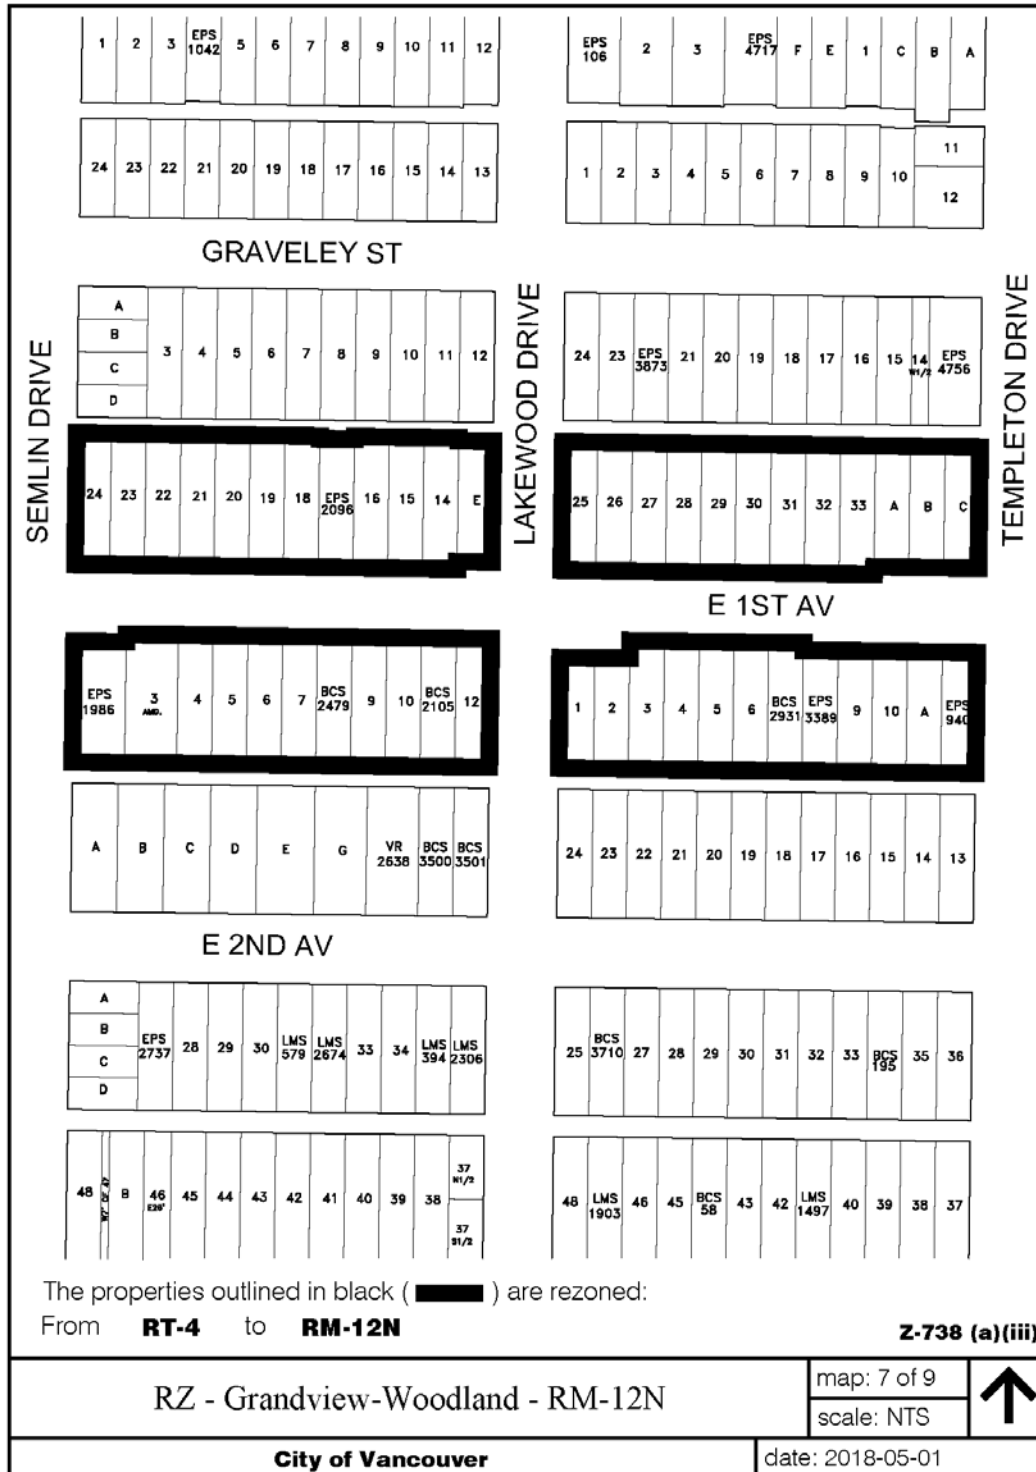 1 2 3 EPS 1042 5 6 7 8 9 10 11 12
EPS 106 2 3 EPS 4717 F E 1 C B A
24 23 22 21 20 19 18 17 16 15 14 13
1 2 3 4 5 6 7 8 9 10 11 12
GRAVELEY ST
SEMLIN DRIVE
LAKEWOOD DRIVE
TEMPLETON DRIVE
A B C D 3 4 5 6 7 8 9 10 11 12
24 23 EPS 3873 21 20 19 18 17 16 15 14 W1/2 EPS 4756
24 23 22 21 20 19 18 EPS 2096 16 15 14 E
25 26 27 28 29 30 31 32 33 A B C
E 1ST AV
EPS 1986 3 AMD. 4 5 6 7 BCS 2479 9 10 BCS 2105 12
1 2 3 4 5 6 BCS 2931 EPS 3389 9 10 A EPS 940
A B C D E G VR 2638 BCS 3500 BCS 3501
24 23 22 21 20 19 18 17 16 15 14 13
E 2ND AV
A B C D EPS 2737 28 29 30 LMS 579 LMS 2674 33 34 LMS 394 LMS 2306
25 BCS 3710 27 28 29 30 31 32 33 BCS 195 35 36
48 B 46 E26' 45 44 43 42 41 40 39 38 37 N1/2 37 S1/2
48 LMS 1903 46 45 BCS 58 43 42 LMS 1497 40 39 38 37
The properties outlined in black ( ) are rezoned:
From RT-4 to RM-12N
Z-738 (a)(iii)
RZ - Grandview-Woodland - RM-12N
map: 7 of 9
scale: NTS
City of Vancouver
date: 2018-05-01